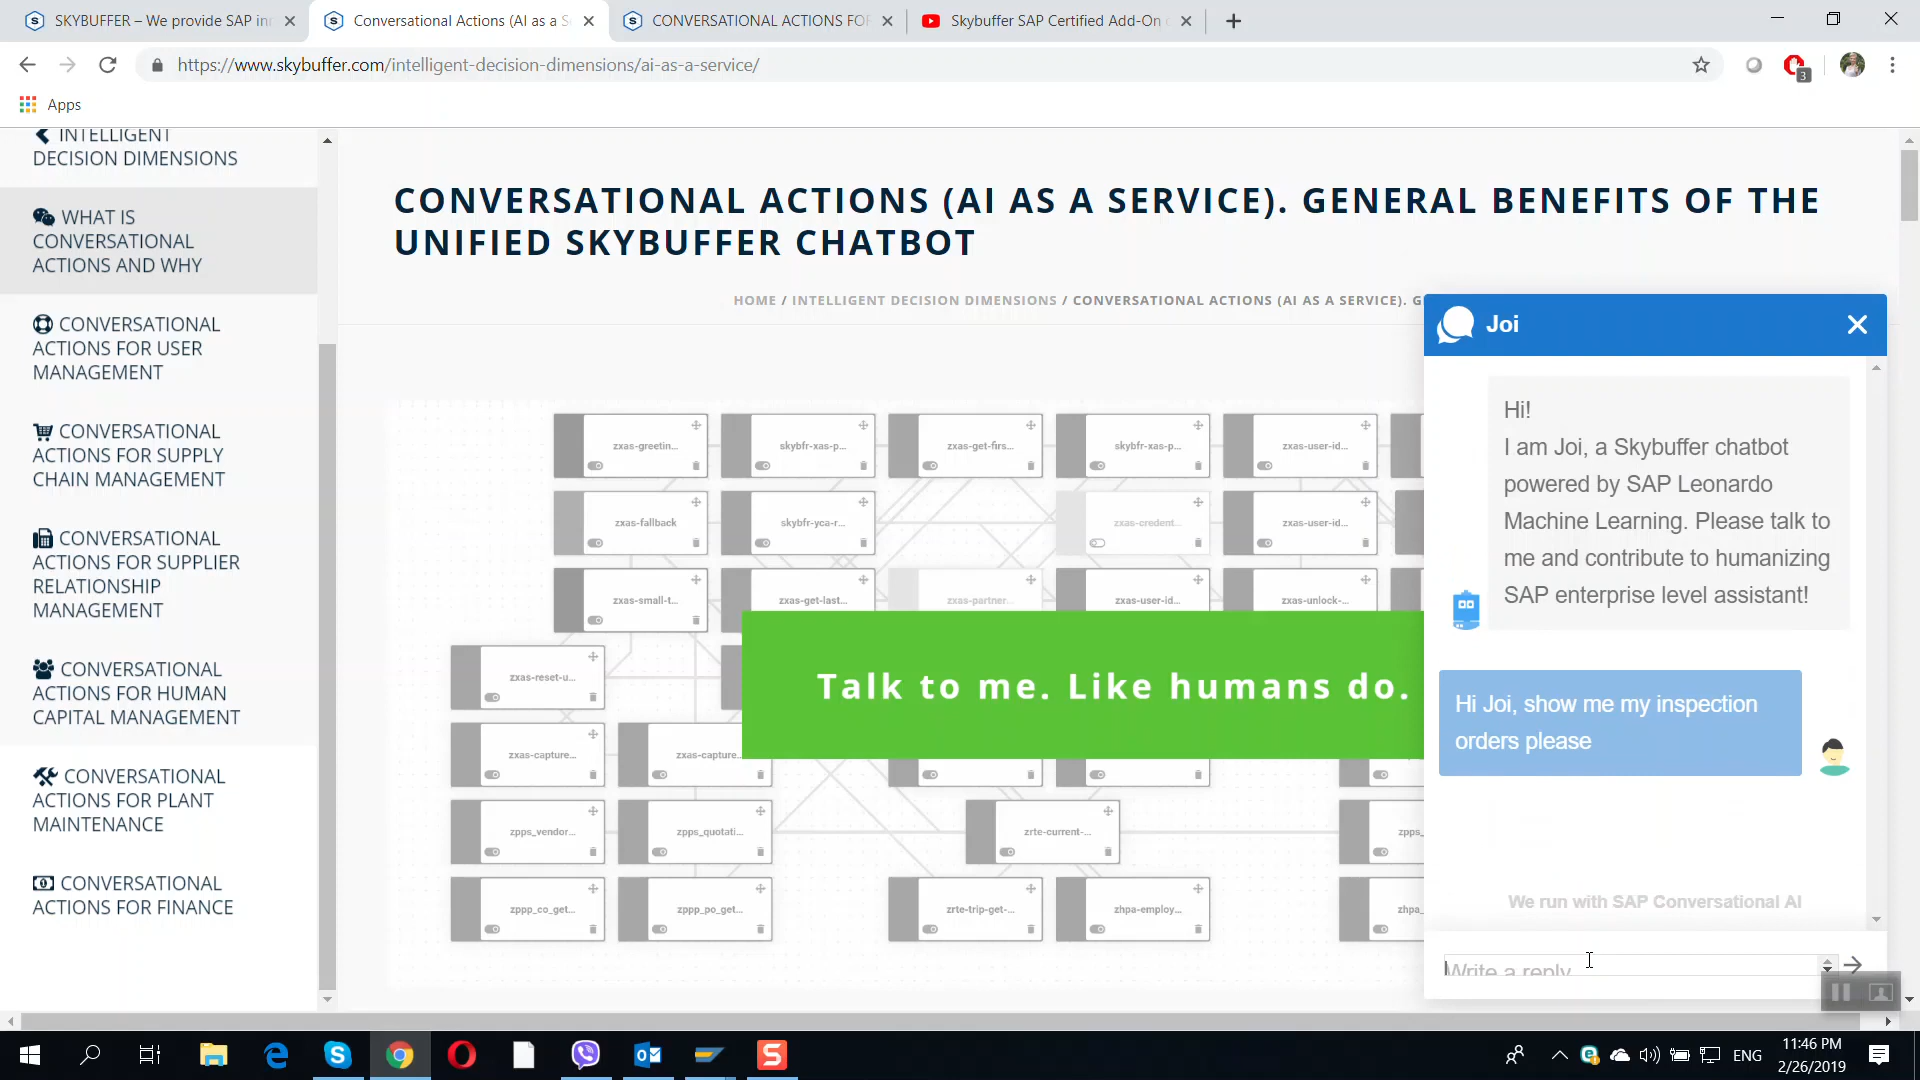 SKYBUFFER – We provide SAP inn
Conversational Actions (AI as a S
CONVERSATIONAL ACTIONS FOR
Skybuffer SAP Certified Add-On
https://www.skybuffer.com/intelligent-decision-dimensions/ai-as-a-service/
3
Apps
INTELLIGENT
DECISION DIMENSIONS
WHAT IS
CONVERSATIONAL
ACTIONS AND WHY
CONVERSATIONAL
ACTIONS FOR USER
MANAGEMENT
CONVERSATIONAL
ACTIONS FOR SUPPLY
CHAIN MANAGEMENT
CONVERSATIONAL
ACTIONS FOR SUPPLIER
RELATIONSHIP
MANAGEMENT
CONVERSATIONAL
ACTIONS FOR HUMAN
CAPITAL MANAGEMENT
CONVERSATIONAL
ACTIONS FOR PLANT
MAINTENANCE
CONVERSATIONAL
ACTIONS FOR FINANCE
CONVERSATIONAL ACTIONS (AI AS A SERVICE). GENERAL BENEFITS OF THE
UNIFIED SKYBUFFER CHATBOT
HOME / INTELLIGENT DECISION DIMENSIONS / CONVERSATIONAL ACTIONS (AI AS A SERVICE). G
zxas-greetin... skybfr-xas-p... zxas-get-firs... skybfr-xas-p... zxas-user-id...
zxas-fallback skybfr-yca-r... zxas-credent... zxas-user-id...
zxas-small-t... zxas-get-last... zxas-partner... zxas-user-id... zxas-unlock-...
zxas-reset-u...
Talk to me. Like humans do.
zxas-capture... zxas-capture...
zpps_vendor... zpps_quotati... zrte-current-... zpps_
zppp_co_get... zppp_po_get... zrte-trip-get-... zhpa-employ... zhpa_
Joi
Hi!
I am Joi, a Skybuffer chatbot
powered by SAP Leonardo
Machine Learning. Please talk to
me and contribute to humanizing
SAP enterprise level assistant!
Hi Joi, show me my inspection
orders please
We run with SAP Conversational AI
Write a reply
ENG
11:46 PM
2/26/2019